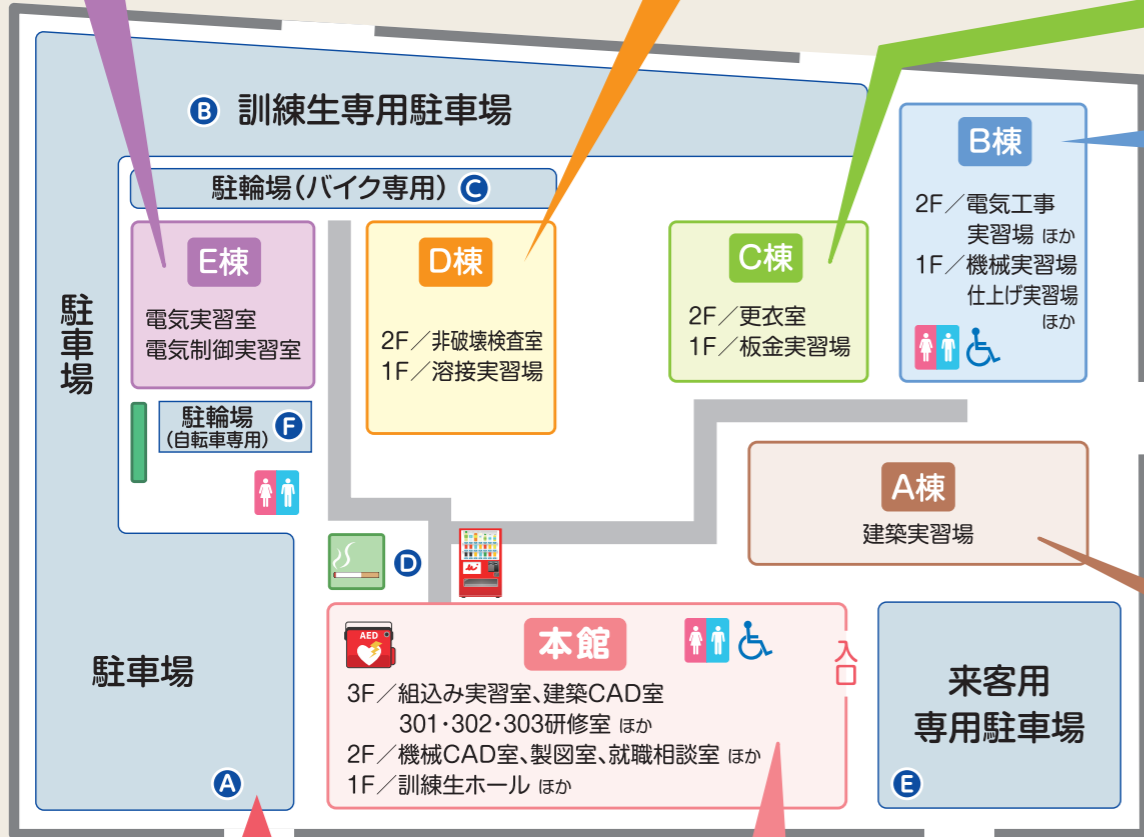 B 訓練生専用駐車場
駐輪場(バイク専用) C
駐車場
E棟
電気実習室
電気制御実習室
D棟
2F/非破壊検査室
1F/溶接実習場
C棟
2F/更衣室
1F/板金実習場
B棟
2F/電気工事
実習場 ほか
1F/機械実習場
仕上げ実習場
ほか
駐輪場
(自転車専用) F
A棟
建築実習場
D
駐車場
A
AED
本館
3F/組込み実習室、建築CAD室
301・302・303研修室 ほか
2F/機械CAD室、製図室、就職相談室 ほか
1F/訓練生ホール ほか
入口
来客用
専用駐車場
E